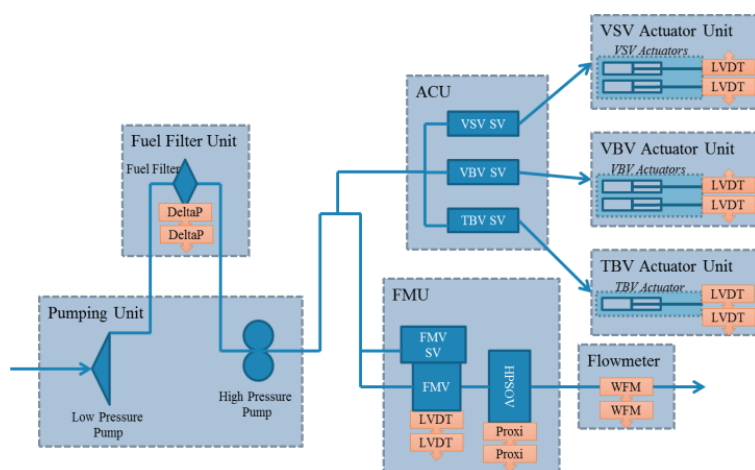 VSV Actuator Unit
VSV Actuators
LVDT
LVDT
ACU
VSV SV
VBV SV
TBV SV
Fuel Filter Unit
Fuel Filter
DeltaP
DeltaP
VBV Actuator Unit
VBV Actuators
LVDT
LVDT
TBV Actuator Unit
TBV Actuator
LVDT
LVDT
Pumping Unit
Low Pressure
Pump
High Pressure
Pump
FMU
FMV
SV
FMV
LVDT
LVDT
HPSOV
Proxi
Proxi
Flowmeter
WFM
WFM